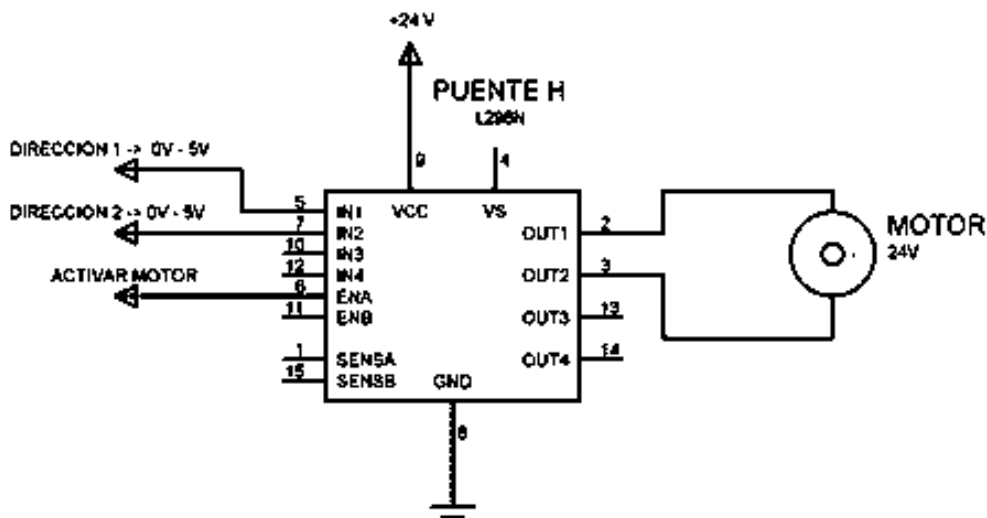 +24 V
PUENTE H
L298N
DIRECCION 1 -> 0V - 5V
9
4
5
IN1
VCC
VS
DIRECCION 2 -> 0V - 5V
7
IN2
OUT1
2
MOTOR
24V
10
IN3
ACTIVAR MOTOR
12
IN4
OUT2
3
6
ENA
11
ENB
OUT3
13
1
SENSA
OUT4
14
15
SENSB
GND
8